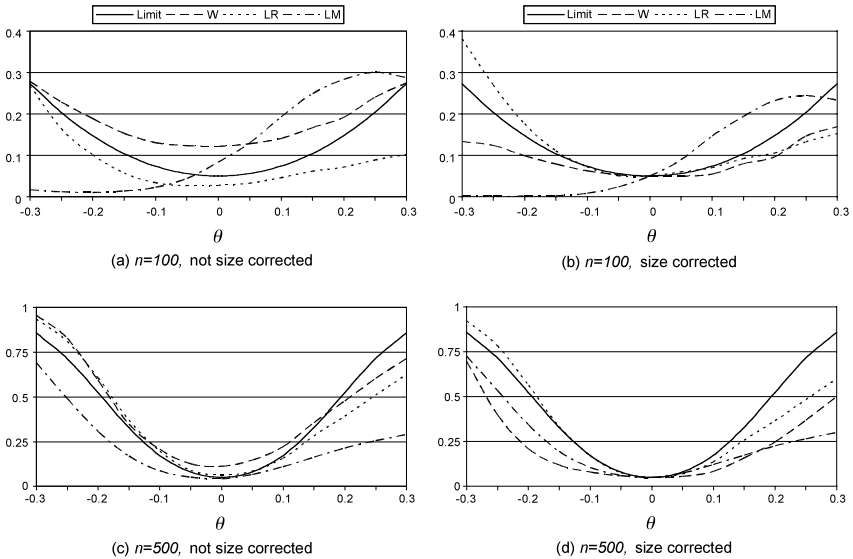 Limit W LR LM
0.4
0.3
0.2
0.1
0
-0.3 -0.2 -0.1 0 0.1 0.2 0.3
θ
(a) n=100, not size corrected
Limit W LR LM
0.4
0.3
0.2
0.1
0
-0.3 -0.2 -0.1 0 0.1 0.2 0.3
θ
(b) n=100, size corrected
1
0.75
0.5
0.25
0
-0.3 -0.2 -0.1 0 0.1 0.2 0.3
θ
(c) n=500, not size corrected
1
0.75
0.5
0.25
0
-0.3 -0.2 -0.1 0 0.1 0.2 0.3
θ
(d) n=500, size corrected